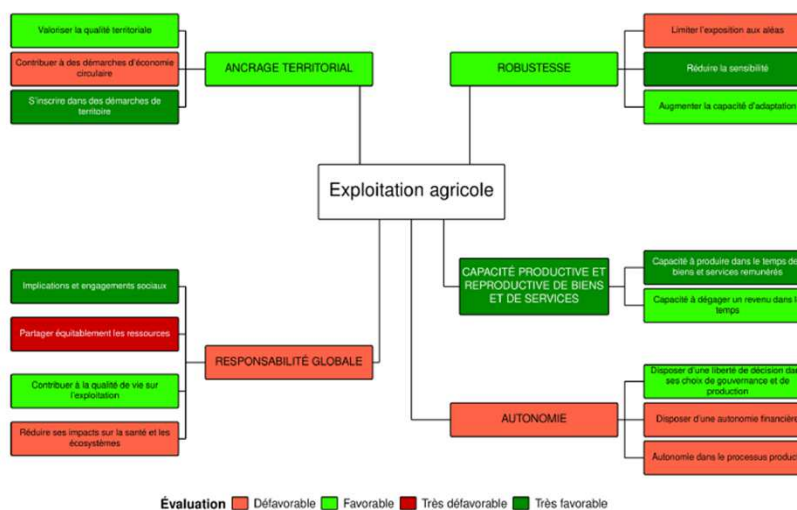 Valoriser la qualité territoriale
Contribuer à des démarches d'économie
circulaire
S'inscrire dans des démarches de
territoire
ANCRAGE TERRITORIAL
ROBUSTESSE
Limiter l'exposition aux aléas
Réduire la sensibilité
Augmenter la capacité d'adaptation
Exploitation agricole
Implications et engagements sociaux
Partager équitablement les ressources
Contribuer à la qualité de vie sur
l'exploitation
Réduire ses impacts sur la santé et les
écosystèmes
RESPONSABILITÉ GLOBALE
CAPACITÉ PRODUCTIVE ET
REPRODUCTIVE DE BIENS
ET DE SERVICES
Capacité à produire dans le temps de
biens et services remunérés
Capacité à dégager un revenu dans
temps
AUTONOMIE
Disposer d'une liberté de décision
ses choix de gouvernance et de
production
Disposer d'une autonomie financière
Autonomie dans le processus
Évaluation Défavorable Favorable Très défavorable Très favorable